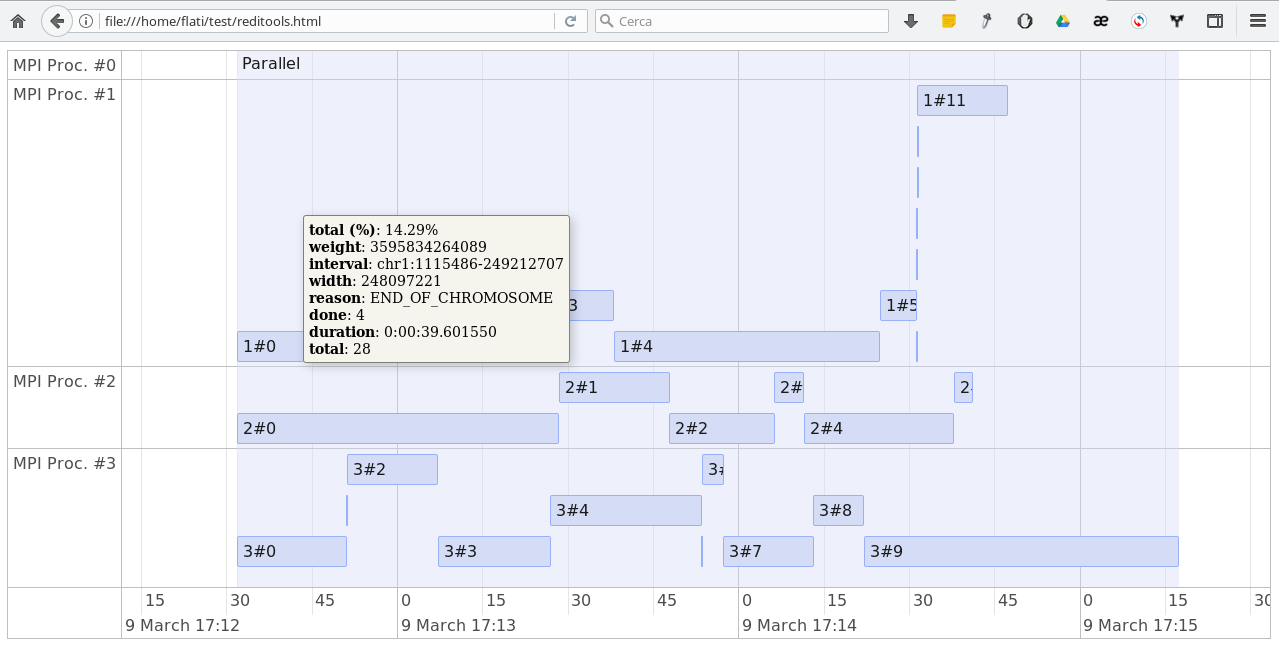 file:///home/flati/test/reditools.html
Cerca
MPI Proc. #0
Parallel
MPI Proc. #1
1#11
total (%): 14.29%
weight: 3595834264089
interval: chr1:1115486-249212707
width: 248097221
reason: END_OF_CHROMOSOME
done: 4
duration: 0:00:39.601550
total: 28
3
1#5
1#0
1#4
MPI Proc. #2
2#1
2#
2
2#0
2#2
2#4
MPI Proc. #3
3#2
3#
3#4
3#8
3#0
3#3
3#7
3#9
15 30 45 0 15 30 45 0 15 30 45 0 15 30
9 March 17:12 9 March 17:13 9 March 17:14 9 March 17:15